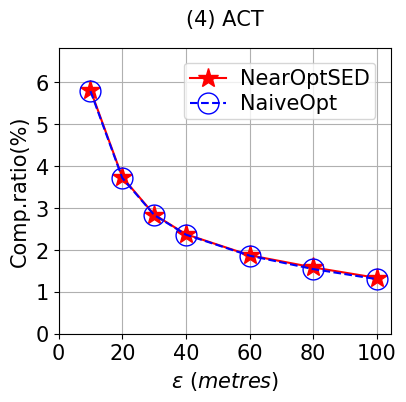 (4) ACT
NearOptSED
NaiveOpt
Comp.ratio(%)
6
5
4
3
2
1
0
0 20 40 60 80 100
ε (metres)